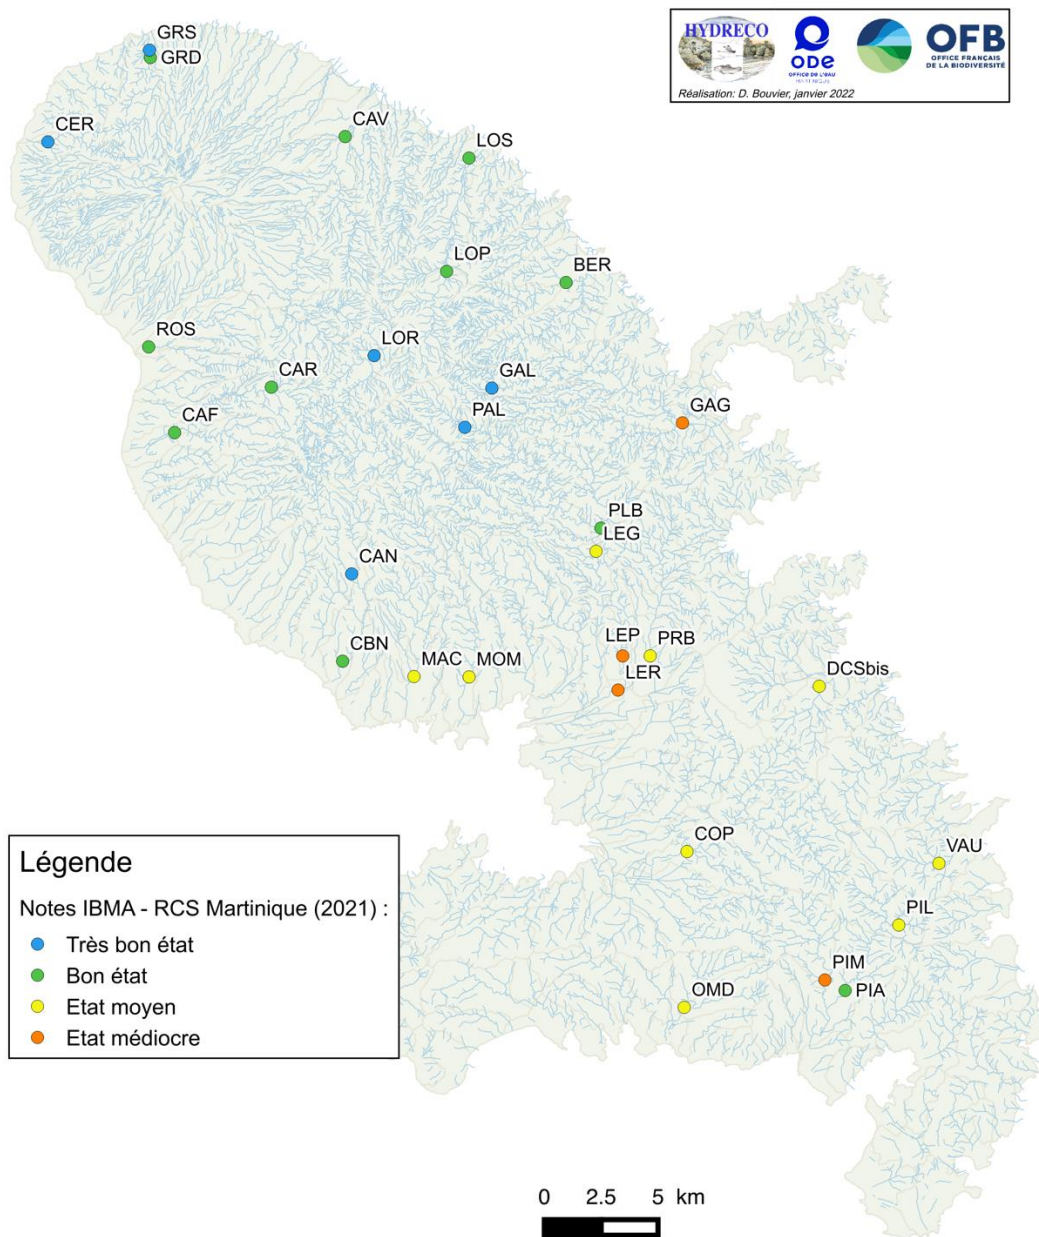 GRS
GRD
HYDRECO
ODE
OFFICE DE L'EAU
MARTINIQUE
OFB
OFFICE FRANÇAIS
DE LA BIODIVERSITÉ
Réalisation: D. Bouvier, janvier 2022
CER
CAV
LOS
LOP
BER
ROS
LOR
CAR
GAL
CAF
PAL
GAG
PLB
LEG
CAN
CBN
MAC
MOM
LEP
PRB
LER
DCSbis
COP
VAU
PIL
PIM
PIA
OMD
Légende
Notes IBMA - RCS Martinique (2021) :
Très bon état
Bon état
Etat moyen
Etat médiocre
0 2.5 5 km